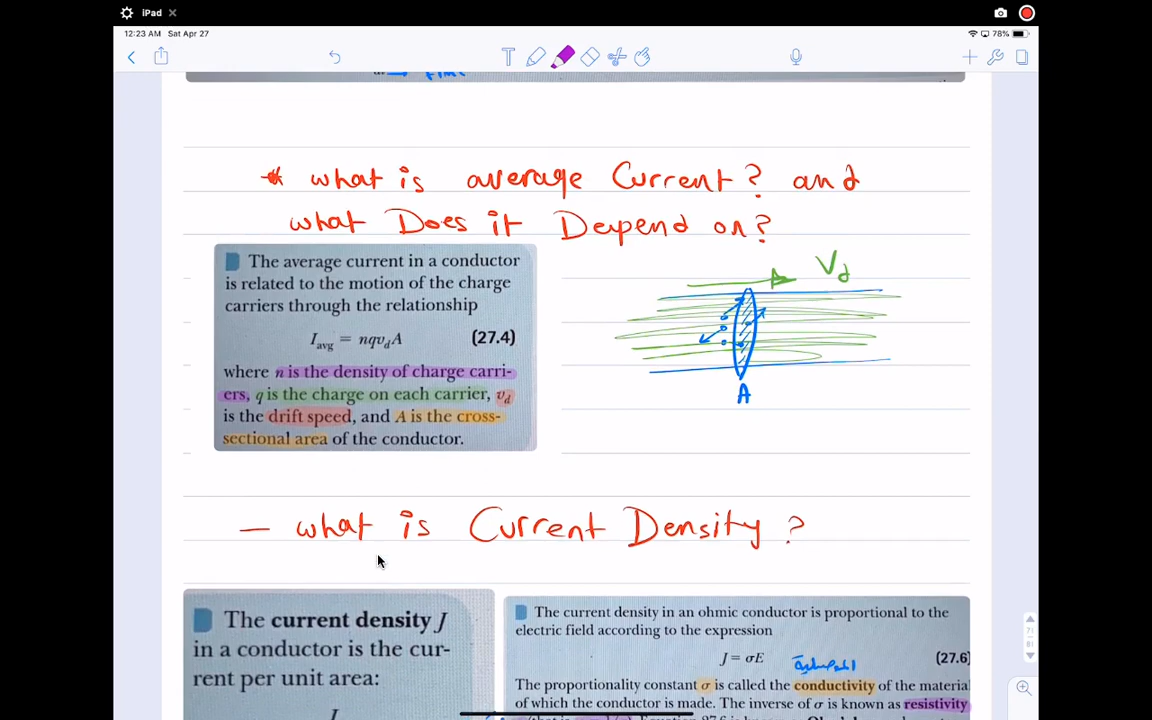 iPad
12:23 AM Sat Apr 27
78%
T
* what is average Current? and
what Does it Depend on?
The average current in a conductor
is related to the motion of the charge
carriers through the relationship
I_avg = nqv_dA (27.4)
where n is the density of charge carri-
ers, q is the charge on each carrier, v_d
is the drift speed, and A is the cross-
sectional area of the conductor.
V_d
A
— what is Current Density?
The current density J
in a conductor is the cur-
rent per unit area:
The current density in an ohmic conductor is proportional to the
electric field according to the expression
J = σE (27.6)
The proportionality constant σ is called the conductivity of the material
of which the conductor is made. The inverse of σ is known as resistivity